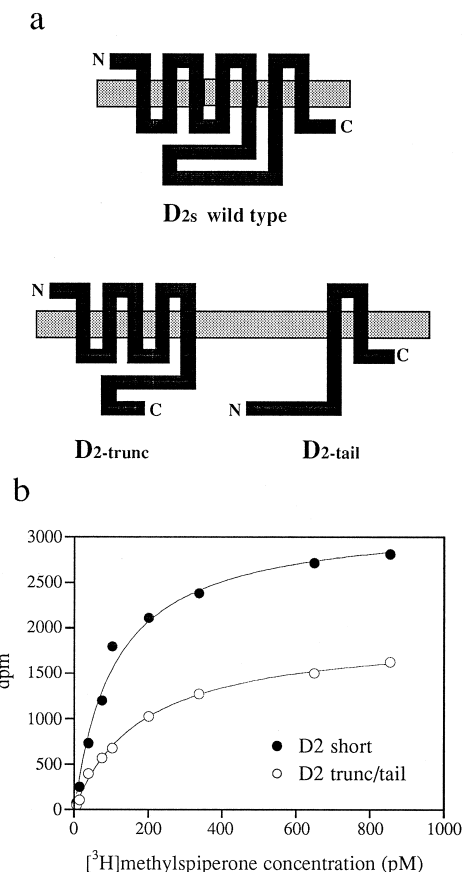 a
N
C
D2s wild type
N
C
N
C
D2-trunc
D2-tail
b
3000
2500
2000
1500
1000
500
0
dpm
D2 short
D2 trunc/tail
0
200
400
600
800
1000
[³H]methylspiperone concentration (pM)